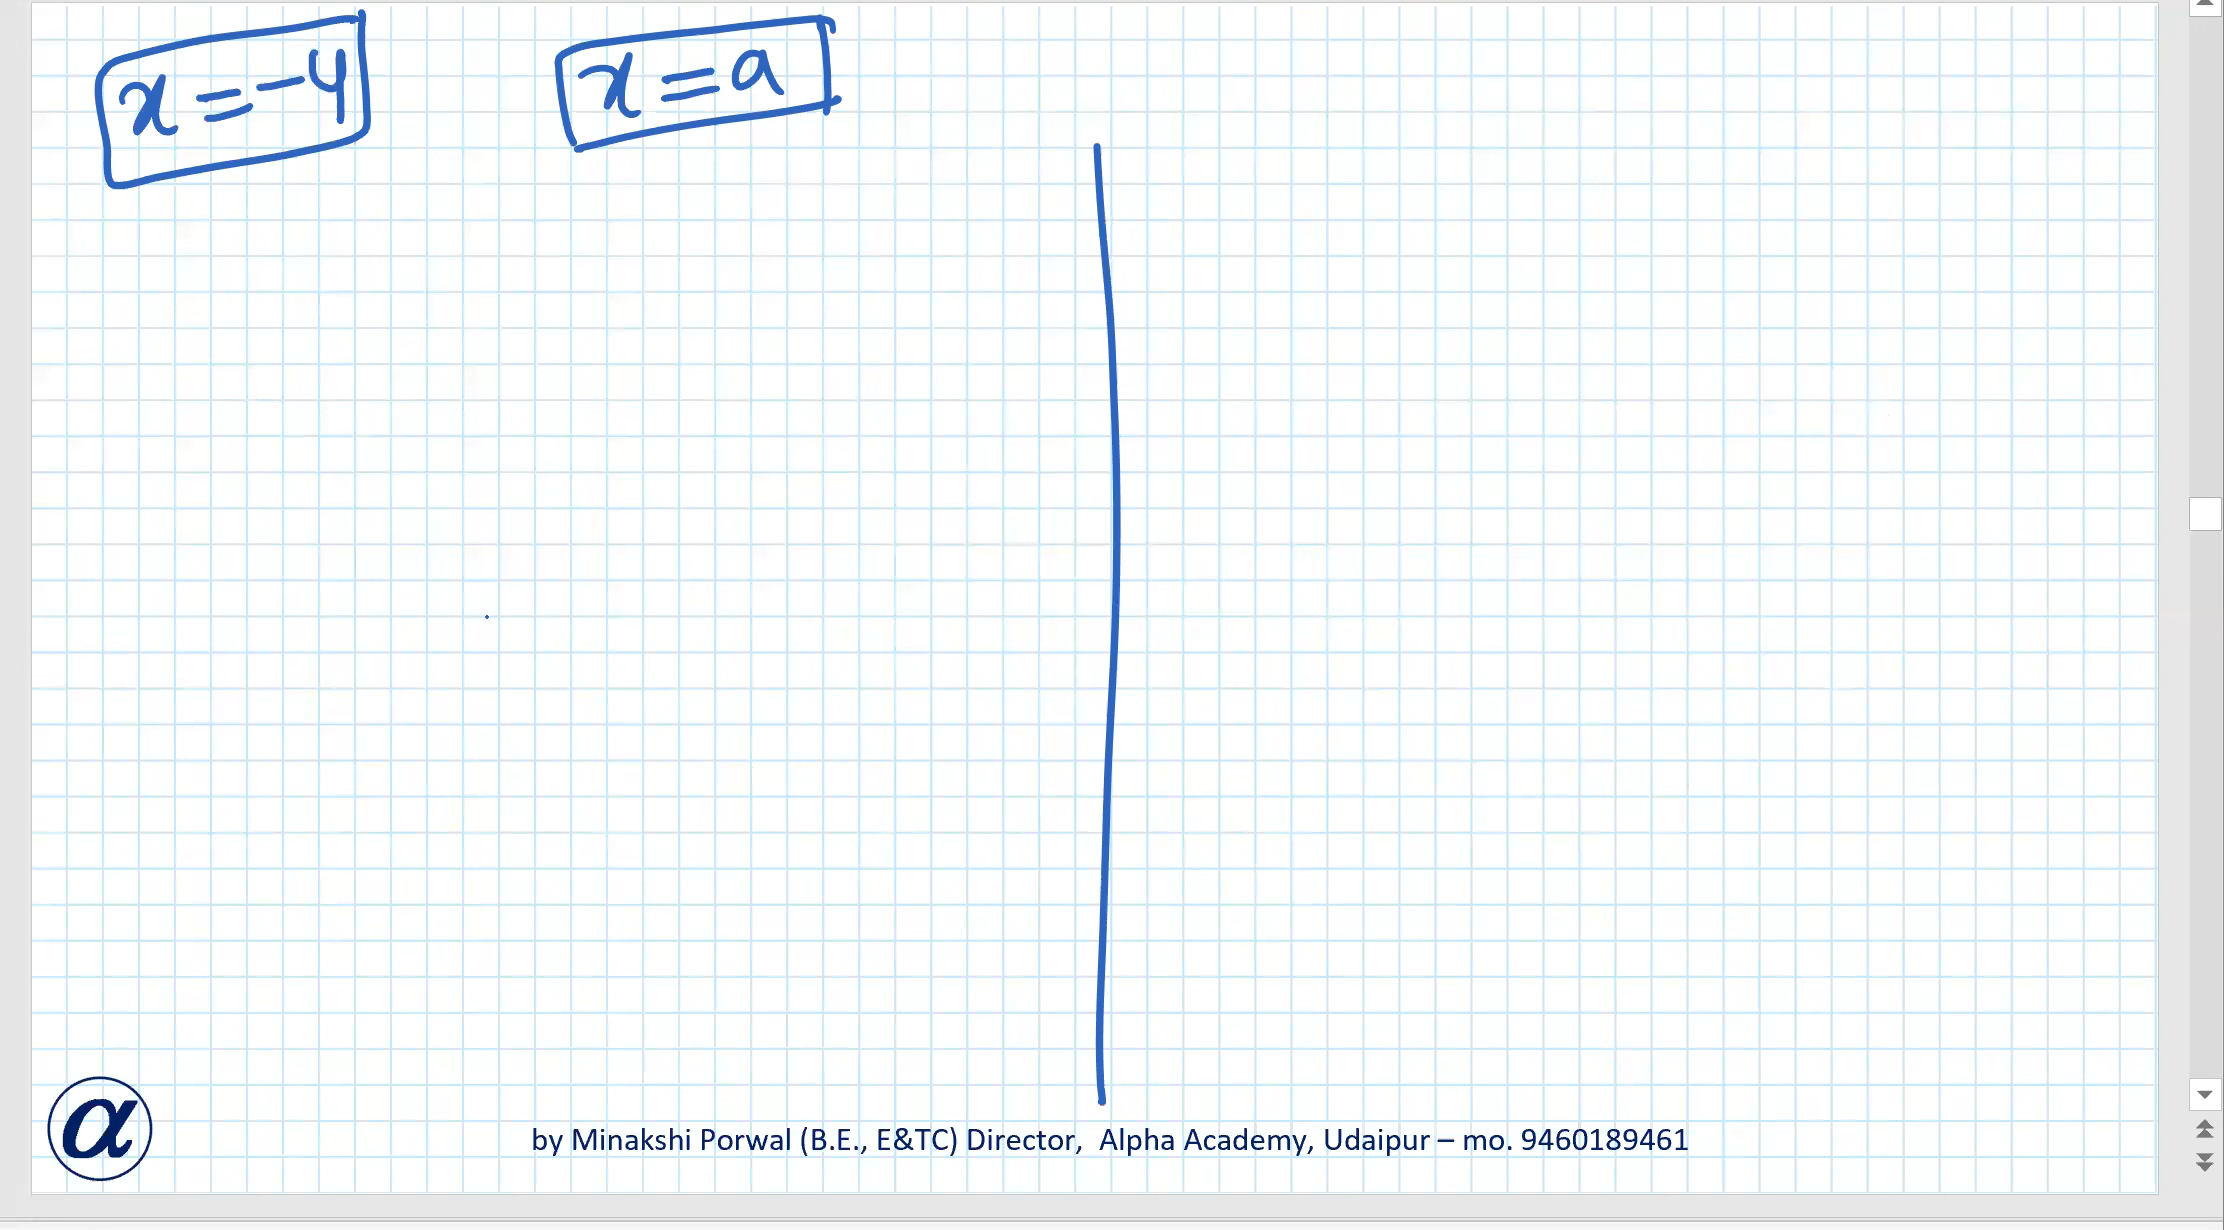 x = -4 x = a
α
by Minakshi Porwal (B.E., E&TC) Director, Alpha Academy, Udaipur – mo. 9460189461